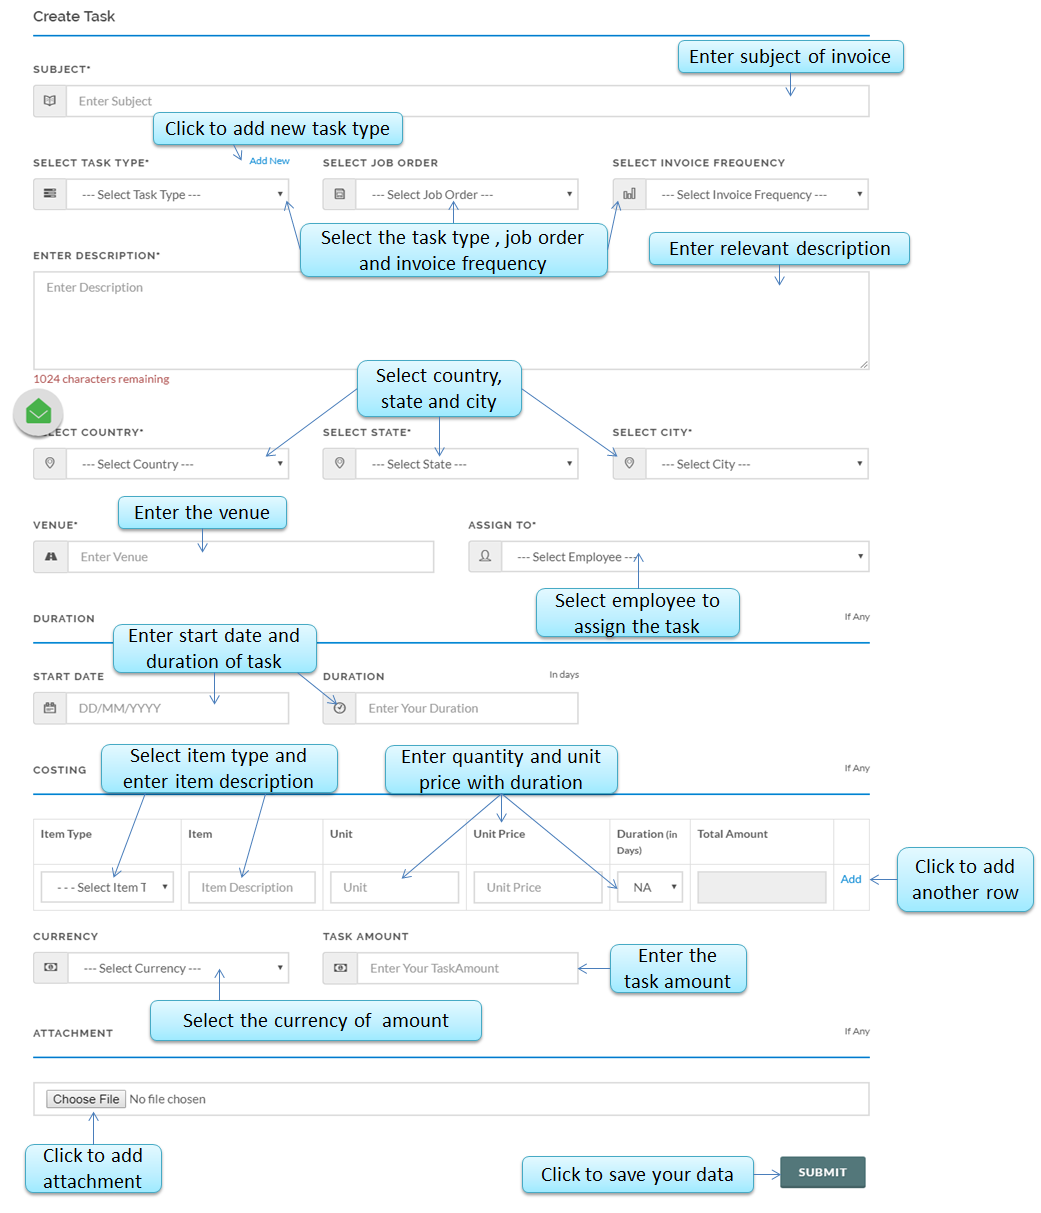 Create Task
Enter subject of invoice
SUBJECT*
Enter Subject
Click to add new task type
SELECT TASK TYPE*
Add New
SELECT JOB ORDER
SELECT INVOICE FREQUENCY
--- Select Task Type ---
--- Select Job Order ---
--- Select Invoice Frequency ---
Select the task type , job order
and invoice frequency
Enter relevant description
ENTER DESCRIPTION*
Enter Description
1024 characters remaining
Select country,
state and city
ELECT COUNTRY*
SELECT STATE*
SELECT CITY*
--- Select Country ---
--- Select State ---
--- Select City ---
Enter the venue
VENUE*
ASSIGN TO*
Enter Venue
--- Select Employee ---
Select employee to
assign the task
DURATION
If Any
Enter start date and
duration of task
START DATE
DURATION
In days
DD/MM/YYYY
Enter Your Duration
Select item type and
enter item description
Enter quantity and unit
price with duration
COSTING
If Any
Item Type
Item
Unit
Unit Price
Duration (in
Days)
Total Amount
- - - Select Item T
Item Description
Unit
Unit Price
NA
Add
Click to add
another row
CURRENCY
TASK AMOUNT
--- Select Currency ---
Enter Your TaskAmount
Enter the
task amount
Select the currency of  amount
ATTACHMENT
If Any
Choose File No file chosen
Click to add
attachment
Click to save your data
SUBMIT